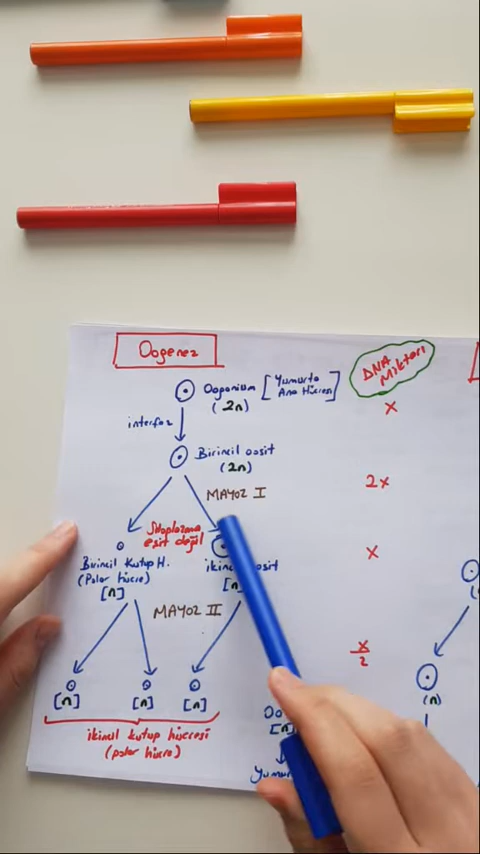 Oogenez
DNA
Miktarı
Oogonium [Yumurta
Ana Hücresi]
(2n)
x
interfaz
Birincil oosit
(2n)
2x
MAYOZ I
Sitoplazma
eşit değil
x
Birincil Kutup H.
(Polar hücre)
[n]
[n]
MAYOZ II
x
2
[n]
[n]
[n]
(n)
ikincil kutup hücresi
(polar hücre)
[n]